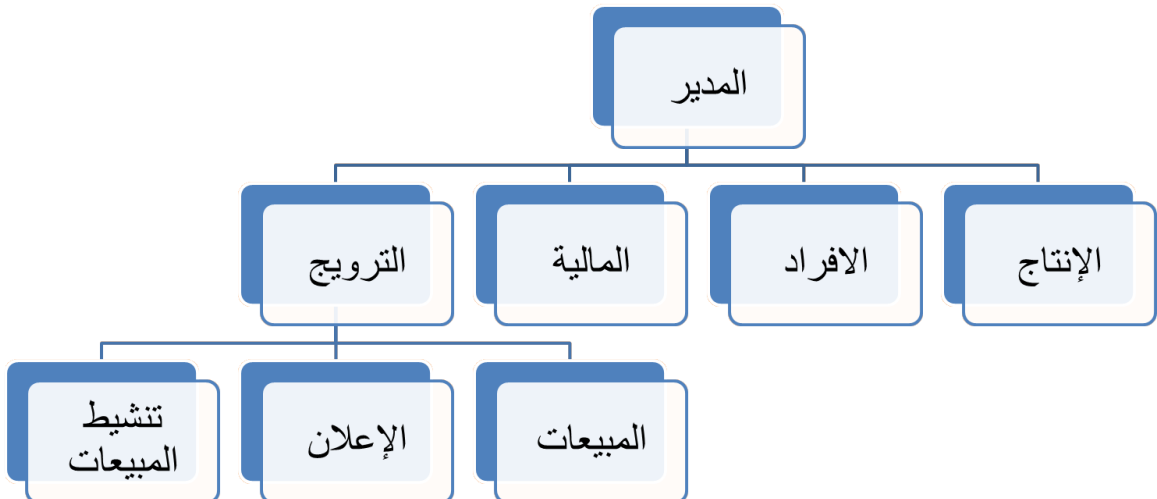 المدير
الإنتاج
الافراد
المالية
الترويج
المبيعات
الإعلان
تنشيط
المبيعات